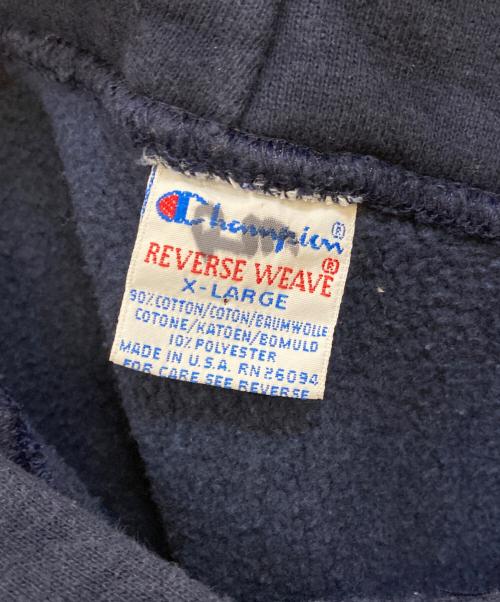 Champion®
REVERSE WEAVE®
X-LARGE
90% COTTON/COTON/BAUMWOLLE
COTONE/KATOEN/BOMULD
10% POLYESTER
MADE IN U.S.A. RN 26094
FOR CARE SEE REVERSE